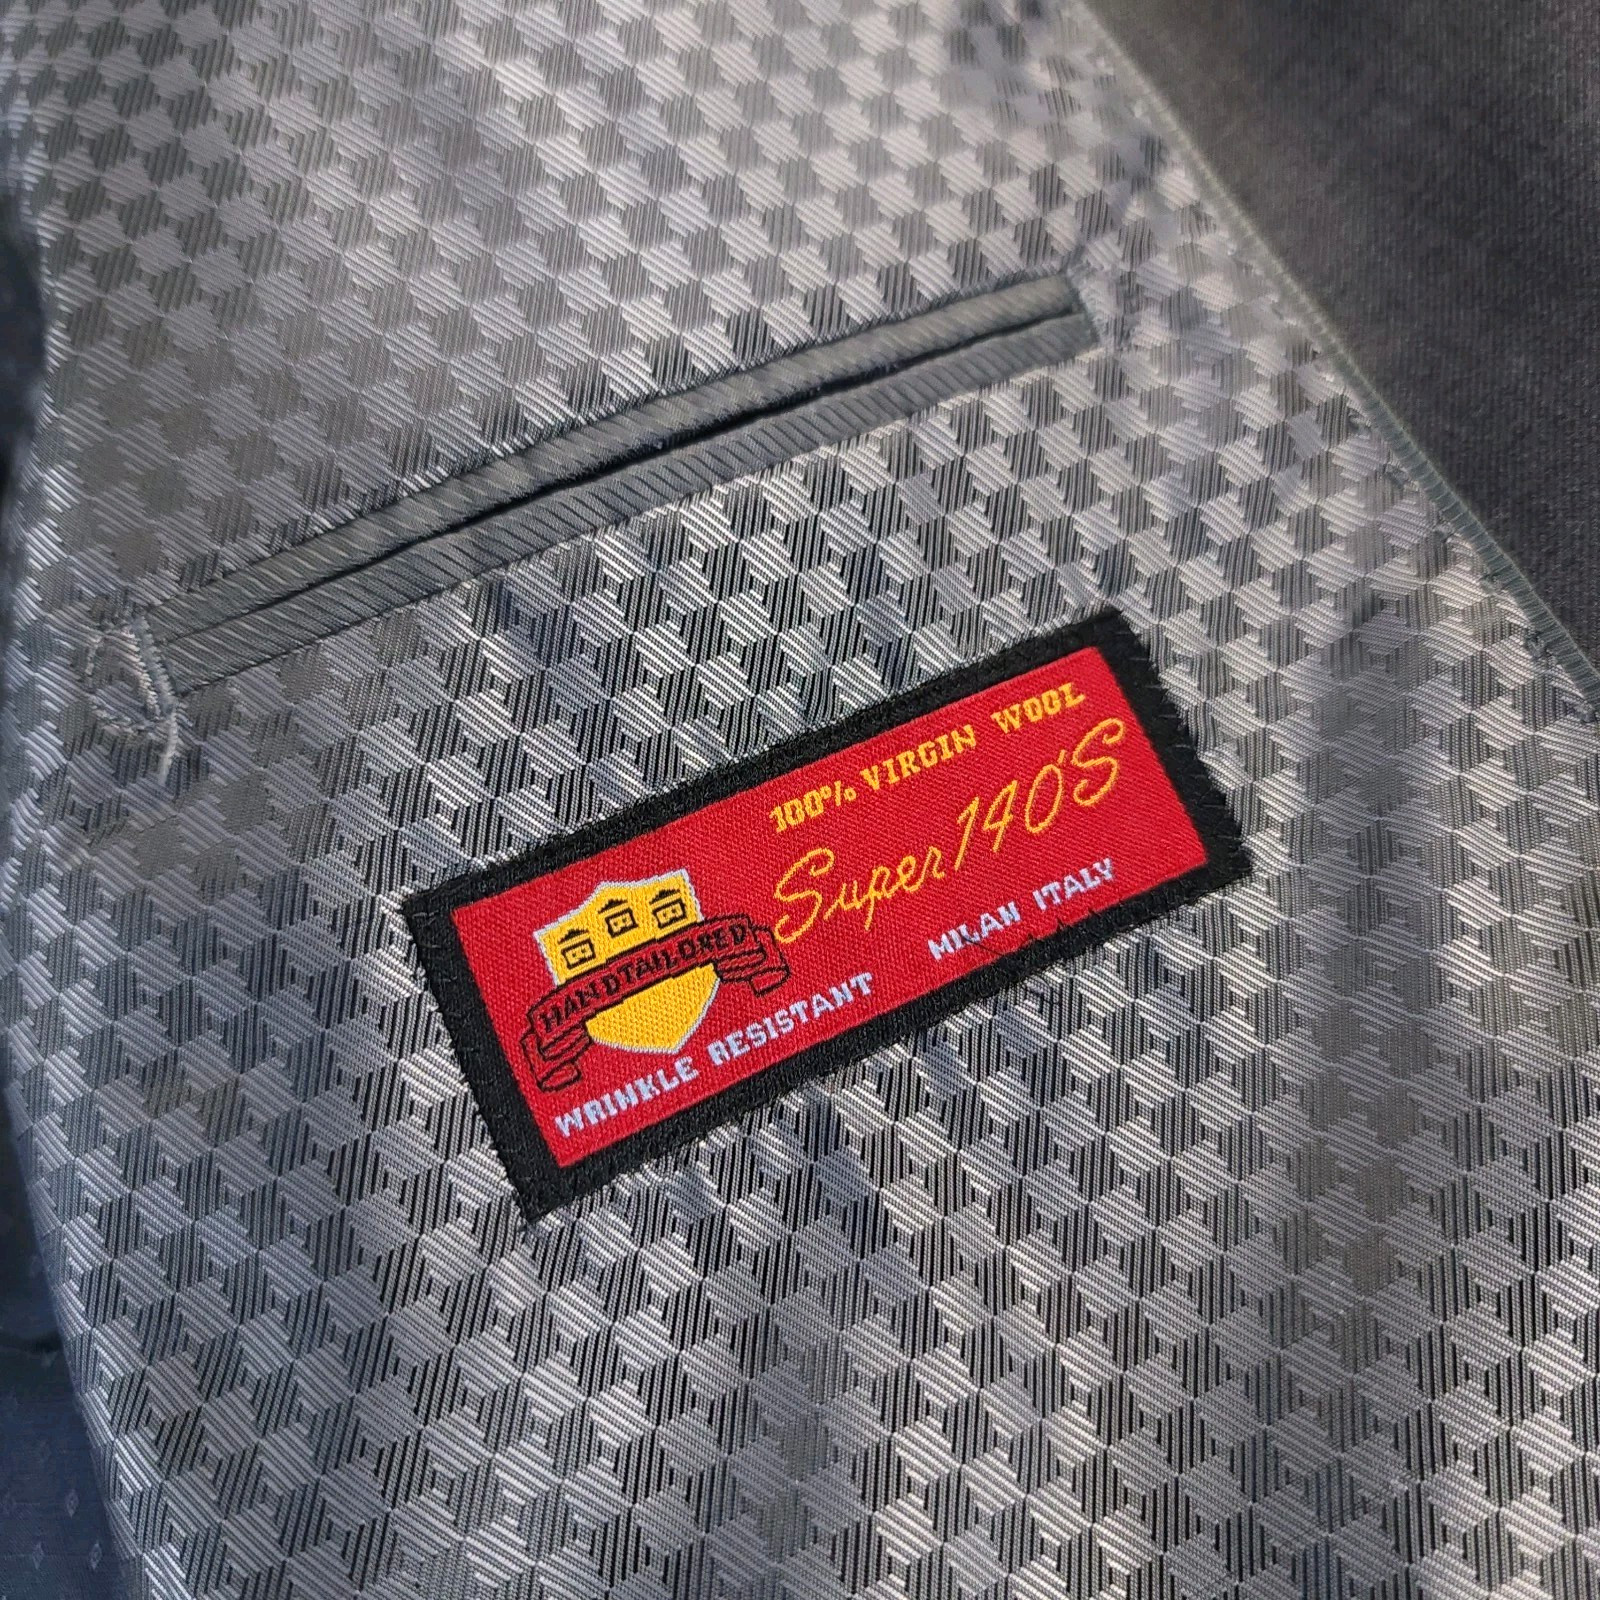 100% VIRGIN WOOL
Super 140'S
HANDTAILORED
WRINKLE RESISTANT MILAN ITALY